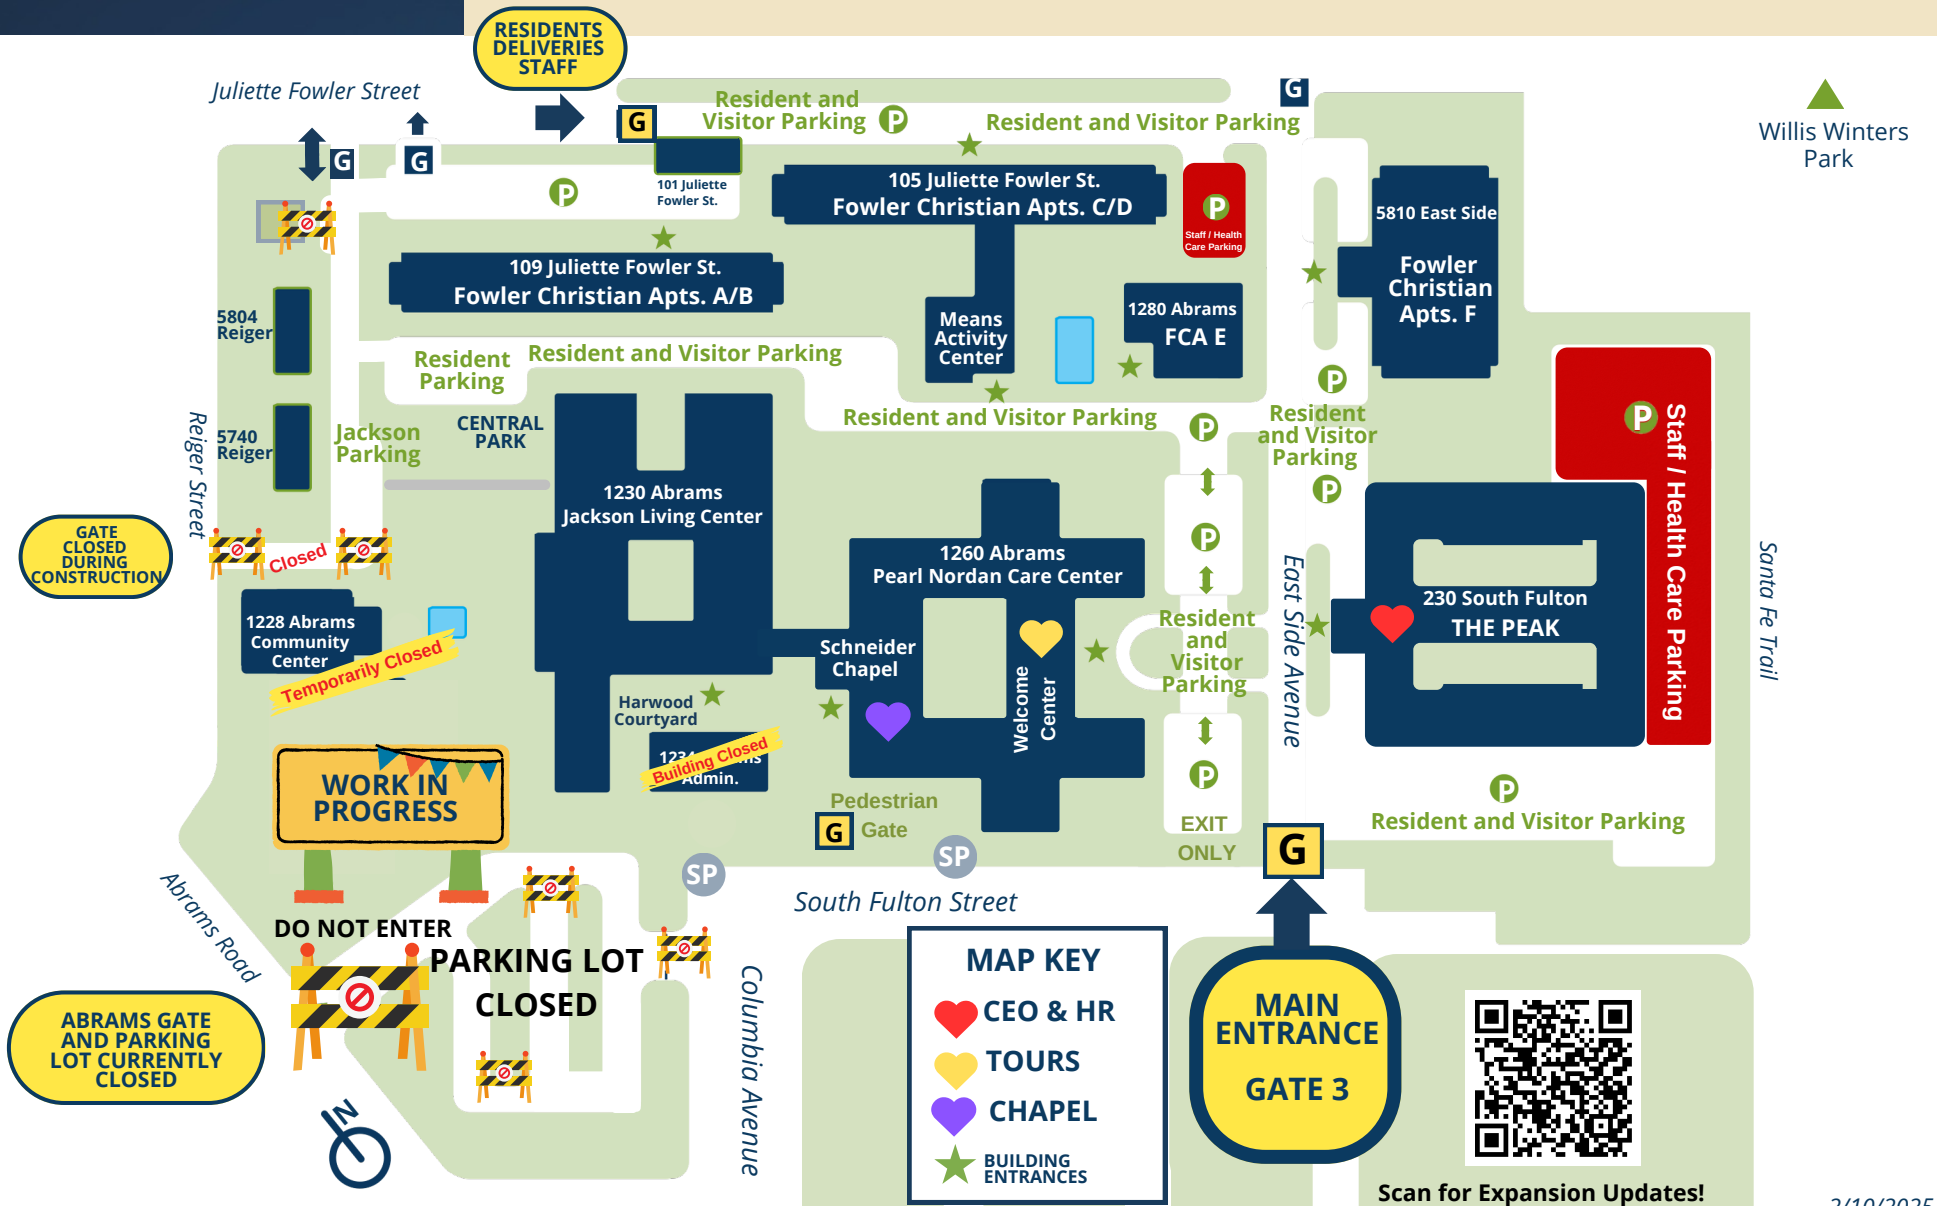 RESIDENTS
DELIVERIES
STAFF
Juliette Fowler Street
G
G
G
G
Resident and
Visitor Parking
P
Resident and Visitor Parking
Willis Winters
Park
P
101 Juliette
Fowler St.
105 Juliette Fowler St.
Fowler Christian Apts. C/D
P
Staff / Health
Care Parking
5810 East Side
Fowler
Christian
Apts. F
109 Juliette Fowler St.
Fowler Christian Apts. A/B
5804
Reiger
Means
Activity
Center
1280 Abrams
FCA E
Resident
Parking
Resident and Visitor Parking
P
Resident and Visitor Parking
P
Resident
and Visitor
Parking
P
P
Staff / Health Care Parking
Reiger Street
5740
Reiger
Jackson
Parking
CENTRAL
PARK
1230 Abrams
Jackson Living Center
GATE
CLOSED
DURING
CONSTRUCTION
Closed
1260 Abrams
Pearl Nordan Care Center
P
East Side Avenue
230 South Fulton
THE PEAK
Santa Fe Trail
1228 Abrams
Community
Center
Temporarily Closed
Schneider
Chapel
Welcome
Center
Resident
and
Visitor
Parking
Harwood
Courtyard
1234
ms
Admin.
Building Closed
WORK IN
PROGRESS
Pedestrian
Gate
G
P
EXIT
ONLY
G
P
Resident and Visitor Parking
SP
SP
South Fulton Street
Abrams Road
DO NOT ENTER
PARKING LOT
CLOSED
Columbia Avenue
ABRAMS GATE
AND PARKING
LOT CURRENTLY
CLOSED
N
MAP KEY
CEO & HR
TOURS
CHAPEL
BUILDING
ENTRANCES
MAIN
ENTRANCE
GATE 3
Scan for Expansion Updates!
2/10/2025